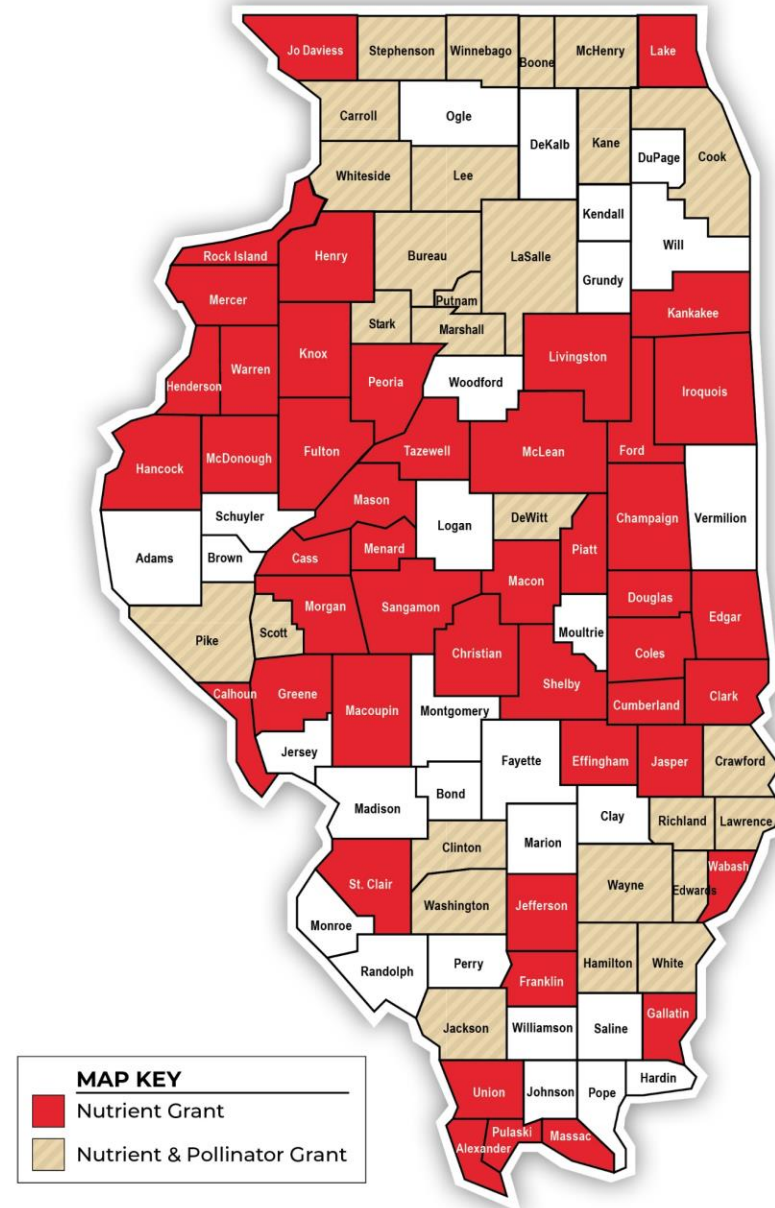 Jo Daviess
Stephenson
Winnebago
Boone
McHenry
Lake
Carroll
Ogle
DeKalb
Kane
DuPage
Cook
Whiteside
Lee
Kendall
Will
Rock Island
Henry
Bureau
LaSalle
Grundy
Mercer
Putnam
Kankakee
Stark
Marshall
Henderson
Warren
Knox
Peoria
Woodford
Livingston
Iroquois
Hancock
McDonough
Fulton
Tazewell
McLean
Ford
Mason
Schuyler
Logan
DeWitt
Champaign
Vermilion
Adams
Brown
Cass
Menard
Piatt
Macon
Morgan
Sangamon
Douglas
Edgar
Pike
Scott
Moultrie
Christian
Coles
Shelby
Calhoun
Greene
Macoupin
Montgomery
Cumberland
Clark
Jersey
Fayette
Effingham
Jasper
Crawford
Madison
Bond
Clay
Richland
Lawrence
Marion
Clinton
Wabash
St. Clair
Wayne
Edwards
Washington
Jefferson
Monroe
Randolph
Perry
Franklin
Hamilton
White
Gallatin
Jackson
Williamson
Saline
Hardin
Union
Johnson
Pope
Pulaski
Massac
Alexander
MAP KEY
Nutrient Grant
Nutrient & Pollinator Grant